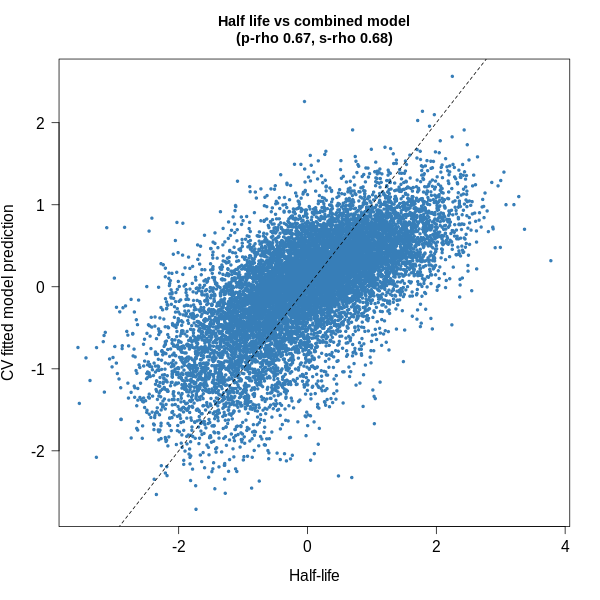 Half life vs combined model
(p-rho 0.67, s-rho 0.68)
CV fitted model prediction
2
1
0
-1
-2
-2
0
2
4
Half-life